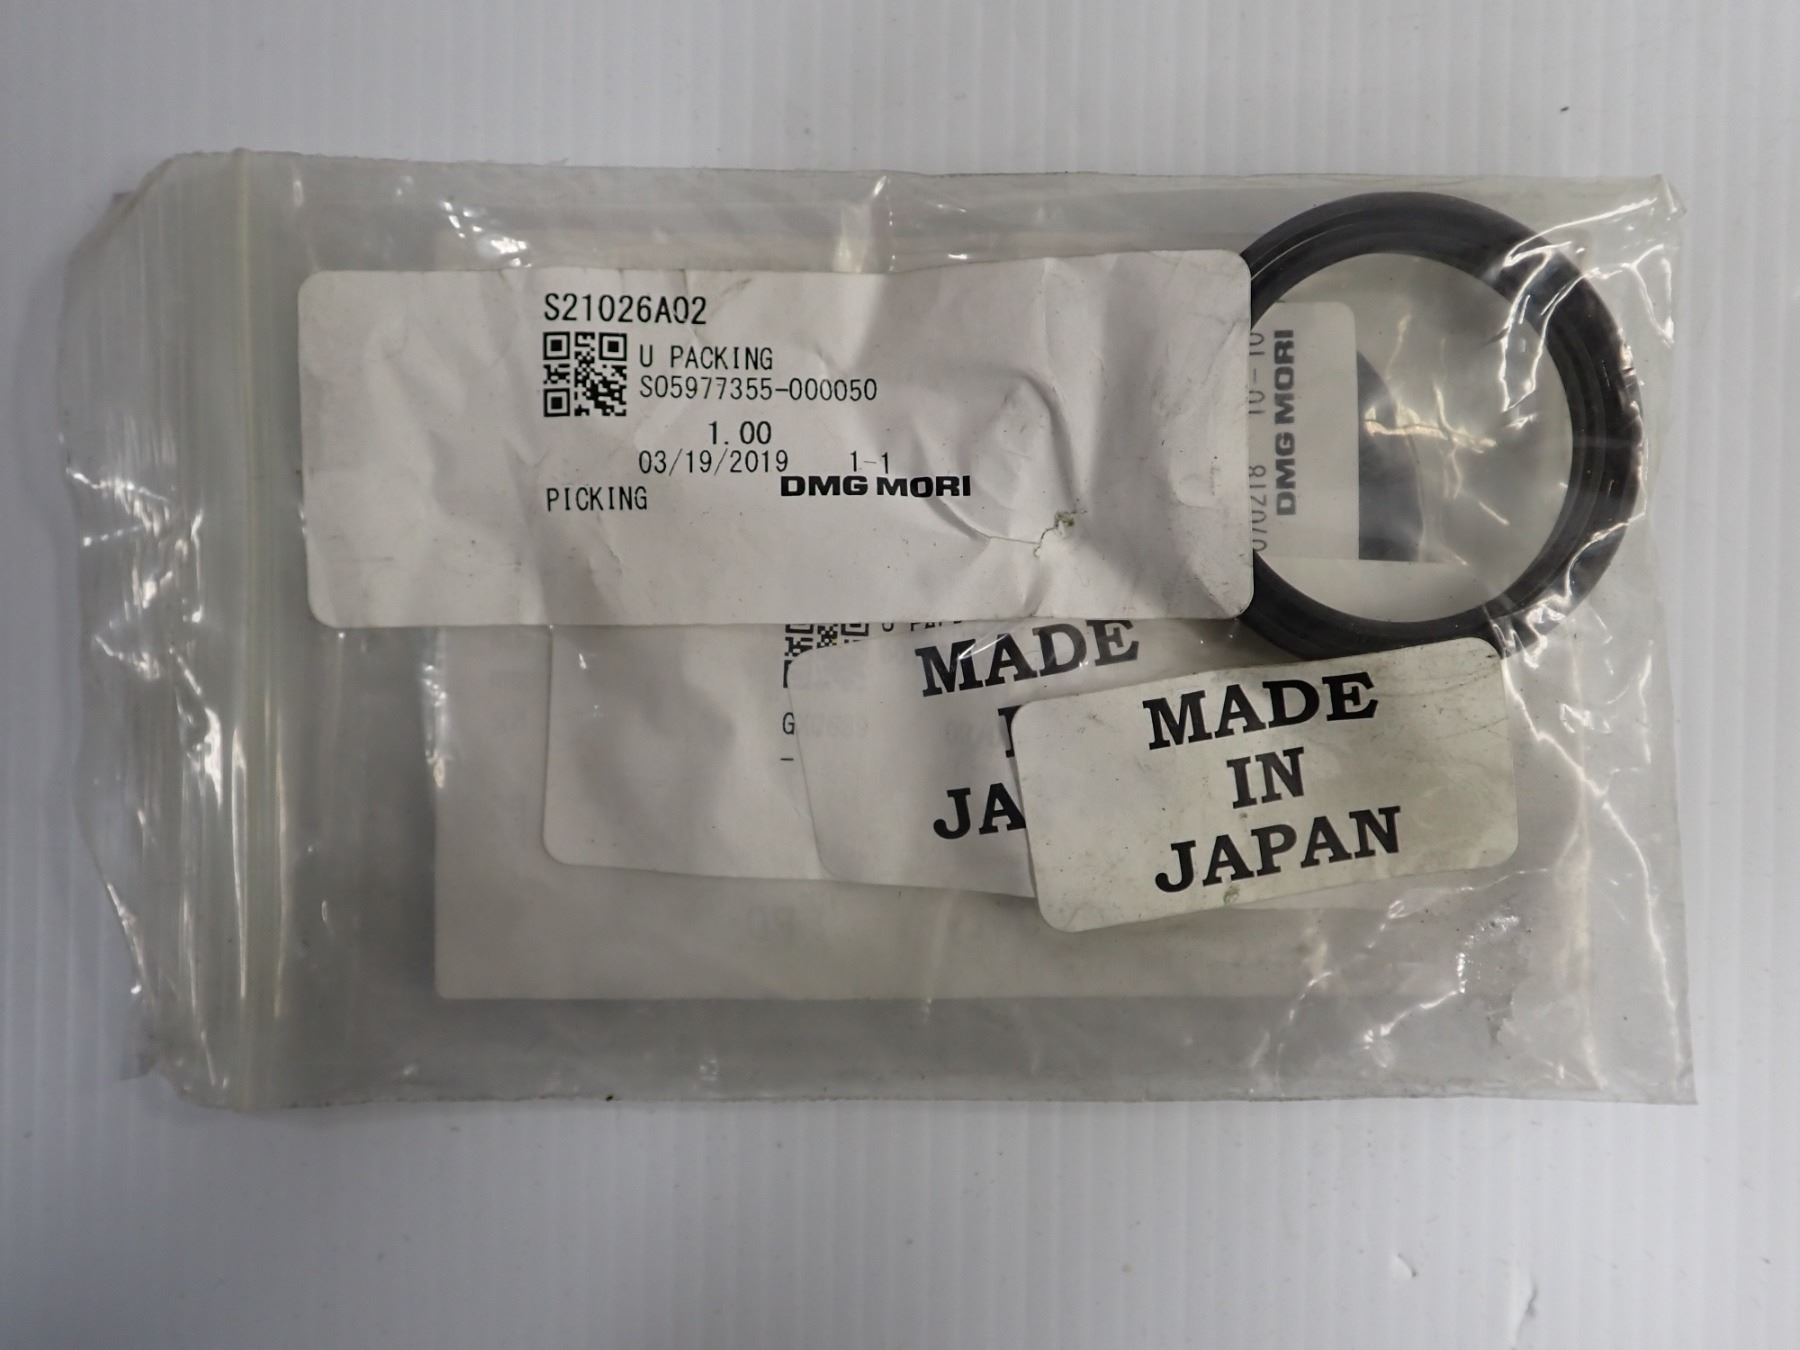 S21026A02
U PACKING
S05977355-000050
1.00
03/19/2019 1-1
DMG MORI
PICKING
DMG MORI
MADE
JA
MADE
IN
JAPAN